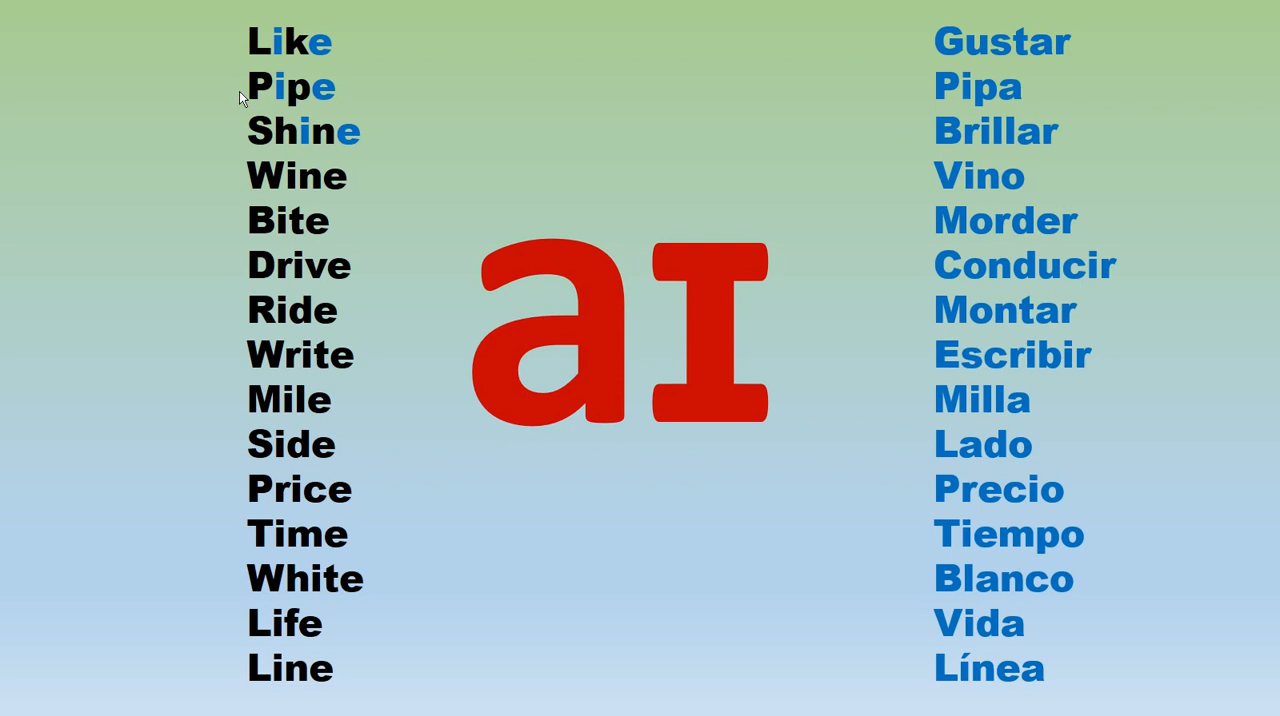 Like
Pipe
Shine
Wine
Bite
Drive
Ride
Write
Mile
Side
Price
Time
White
Life
Line
aɪ
Gustar
Pipa
Brillar
Vino
Morder
Conducir
Montar
Escribir
Milla
Lado
Precio
Tiempo
Blanco
Vida
Línea